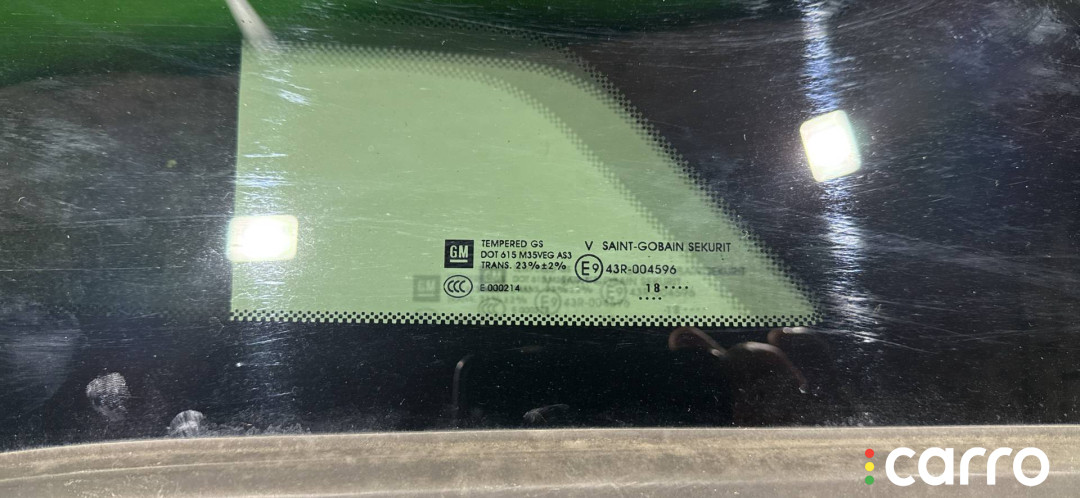 GM
TEMPERED GS
DOT 615 M35VEG AS3
TRANS. 23%±2%
CCC
E 000214
V SAINT-GOBAIN SEKURIT
E9 43R-004596
18 ••••
••••
carro